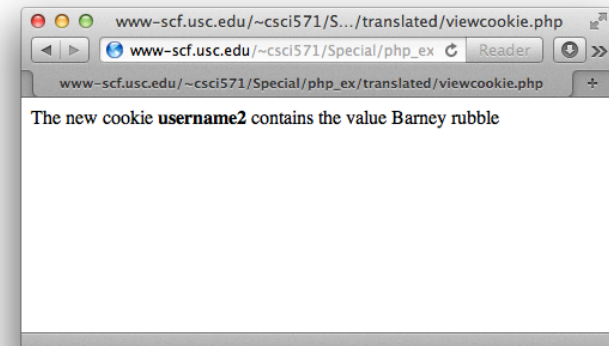 www-scf.usc.edu/~csci571/S.../translated/viewcookie.php
www-scf.usc.edu/~csci571/Special/php_ex Reader
www-scf.usc.edu/~csci571/Special/php_ex/translated/viewcookie.php
The new cookie username2 contains the value Barney rubble